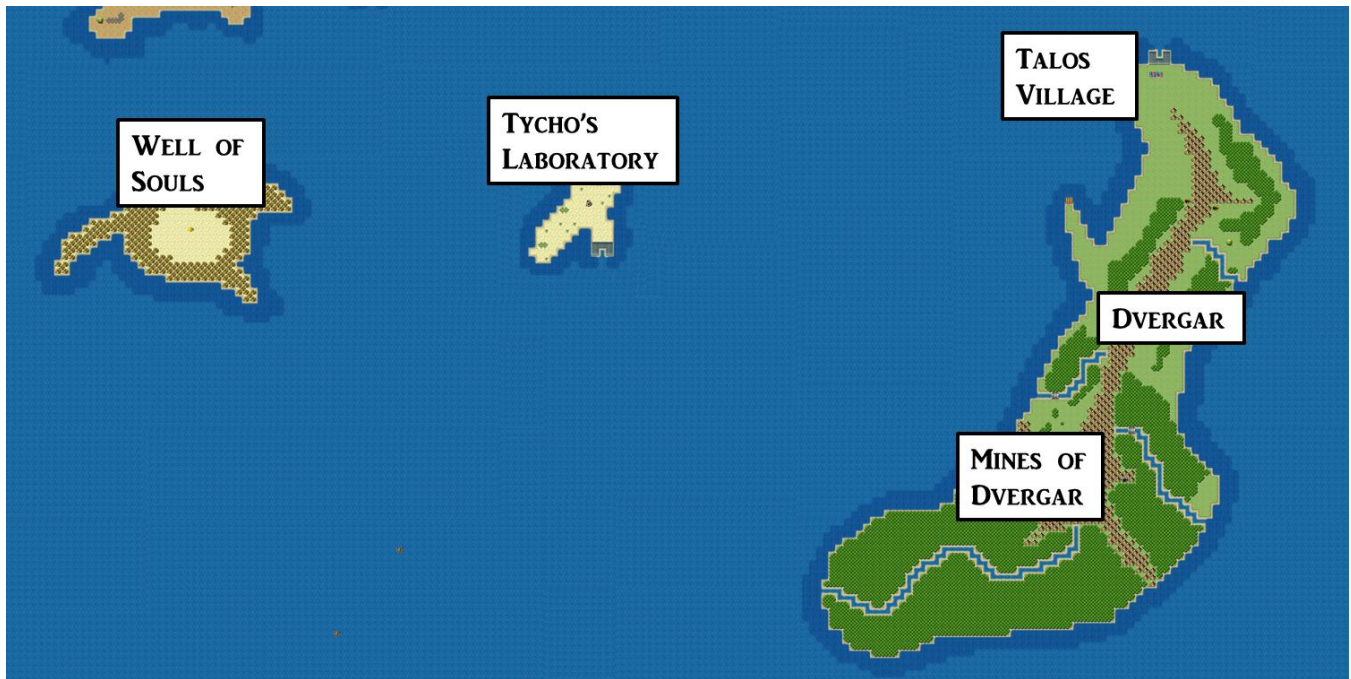 Talos
Village
Tycho's
Laboratory
Well of
Souls
Dvergar
Mines of
Dvergar